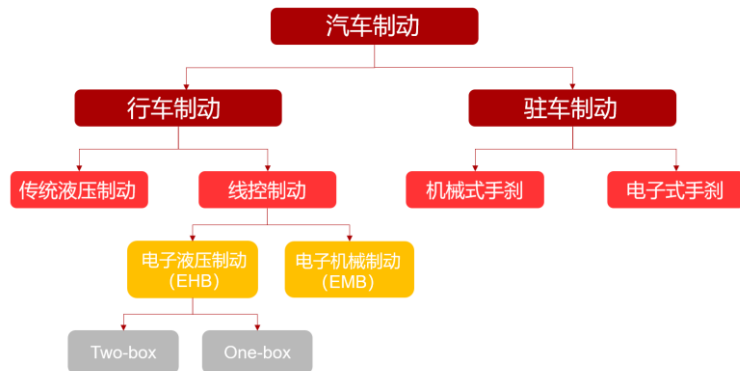 汽车制动
行车制动
驻车制动
传统液压制动
线控制动
机械式手刹
电子式手刹
电子液压制动
（EHB）
电子机械制动
（EMB）
Two-box
One-box